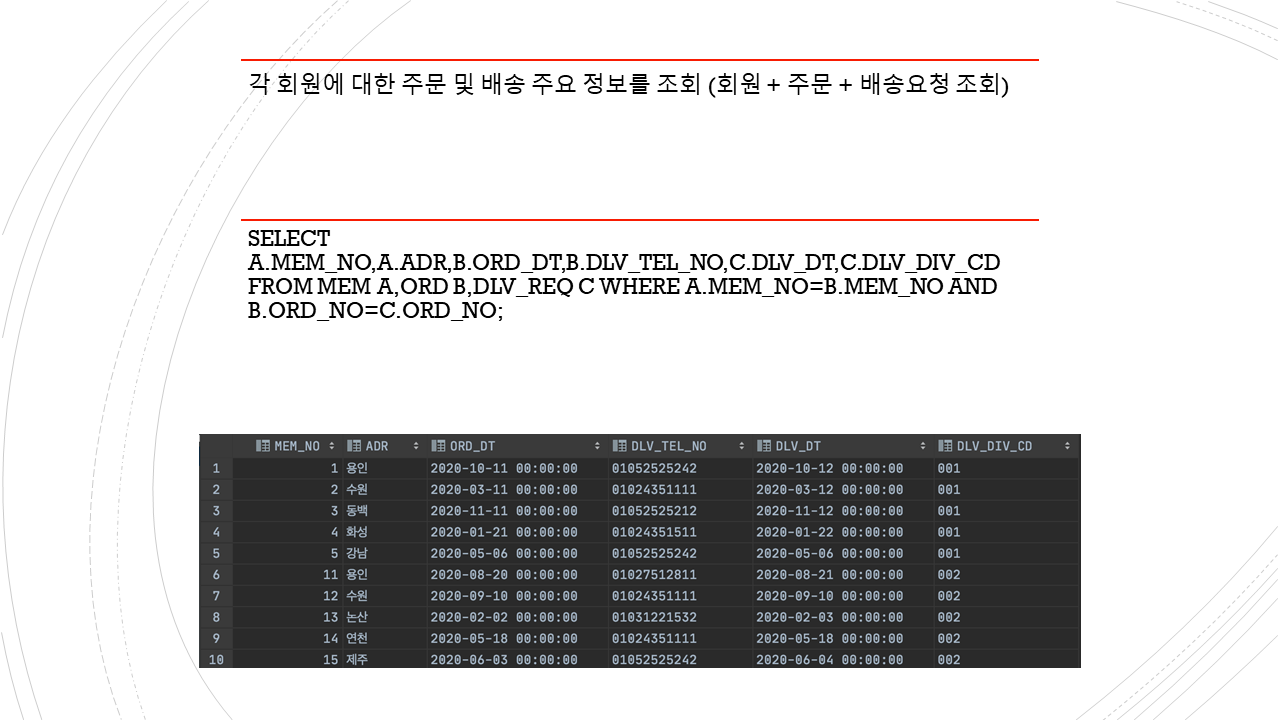 각 회원에 대한 주문 및 배송 주요 정보를 조회 (회원 + 주문 + 배송요청 조회)
SELECT
A.MEM_NO,A.ADR,B.ORD_DT,B.DLV_TEL_NO,C.DLV_DT,C.DLV_DIV_CD
FROM MEM A,ORD B,DLV_REQ C WHERE A.MEM_NO=B.MEM_NO AND
B.ORD_NO=C.ORD_NO;
MEM_NO ADR ORD_DT DLV_TEL_NO DLV_DT DLV_DIV_CD
1 1 용인 2020-10-11 00:00:00 01052525242 2020-10-12 00:00:00 001
2 2 수원 2020-03-11 00:00:00 01024351111 2020-03-12 00:00:00 001
3 3 동백 2020-11-11 00:00:00 01052525212 2020-11-12 00:00:00 001
4 4 화성 2020-01-21 00:00:00 01024351511 2020-01-22 00:00:00 001
5 5 강남 2020-05-06 00:00:00 01052525242 2020-05-06 00:00:00 001
6 11 용인 2020-08-20 00:00:00 01027512811 2020-08-21 00:00:00 002
7 12 수원 2020-09-10 00:00:00 01024351111 2020-09-10 00:00:00 002
8 13 논산 2020-02-02 00:00:00 01031221532 2020-02-03 00:00:00 002
9 14 연천 2020-05-18 00:00:00 01024351111 2020-05-18 00:00:00 002
10 15 제주 2020-06-03 00:00:00 01052525242 2020-06-04 00:00:00 002